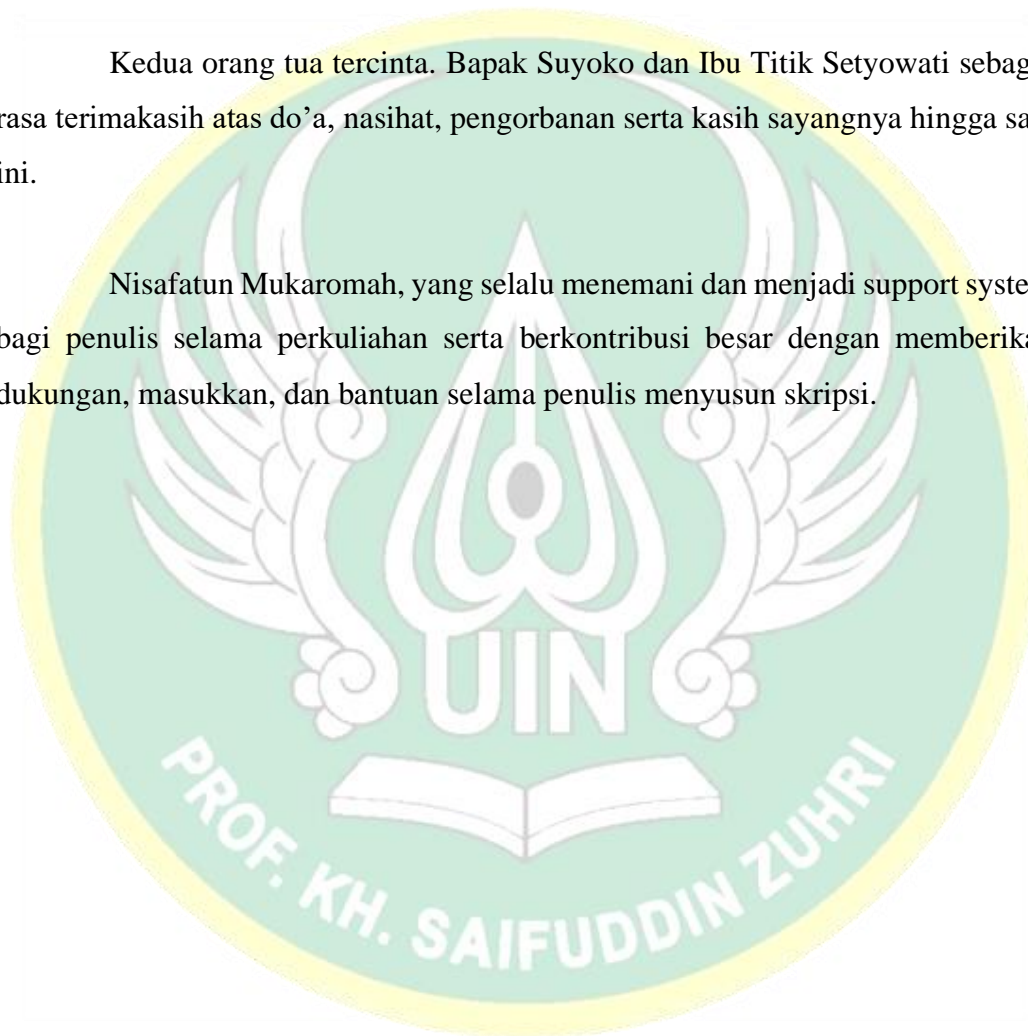 Kedua orang tua tercinta. Bapak Suyoko dan Ibu Titik Setyowati sebag
rasa terimakasih atas do’a, nasihat, pengorbanan serta kasih sayangnya hingga sa
ini.
Nisafatun Mukaromah, yang selalu menemani dan menjadi support syste
bagi penulis selama perkuliahan serta berkontribusi besar dengan memberika
dukungan, masukkan, dan bantuan selama penulis menyusun skripsi.
UIN
PROF. KH. SAIFUDDIN ZUHRI